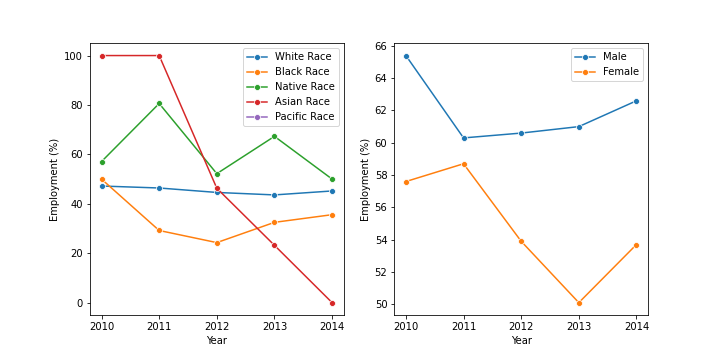 100
80
60
40
20
0
Employment (%)
2010 2011 2012 2013 2014
Year
White Race
Black Race
Native Race
Asian Race
Pacific Race
66
64
62
60
58
56
54
52
50
Employment (%)
2010 2011 2012 2013 2014
Year
Male
Female